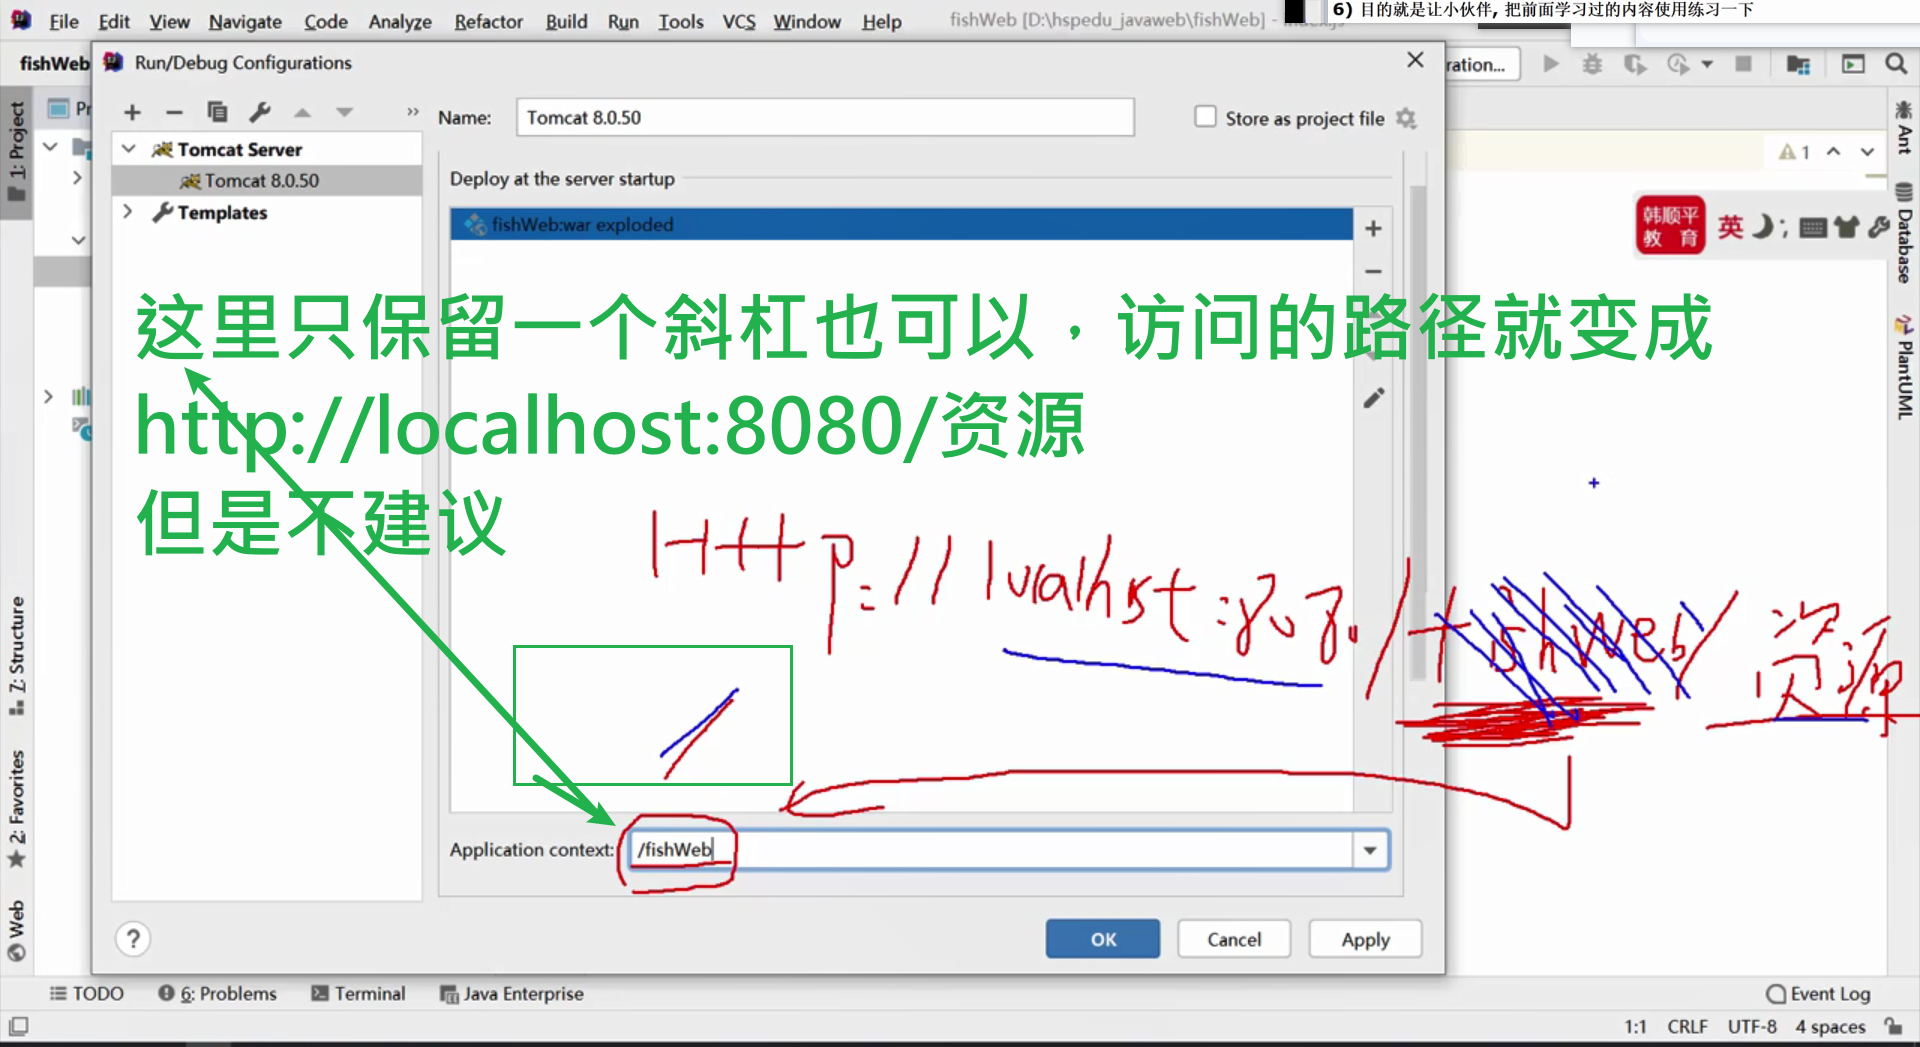 File Edit View Navigate Code Analyze Refactor Build Run Tools VCS Window Help
fishWeb [D:\hspedu_javaweb\fishWeb] - index.js
6) 目的就是让小伙伴, 把前面学习过的内容使用练习一下
fishWeb
Run/Debug Configurations
ration...
1: Project
Pr
Name: Tomcat 8.0.50
Store as project file
Tomcat Server
Tomcat 8.0.50
Templates
Deploy at the server startup
fishWeb:war exploded
1
Ant
Database
PlantUML
韩顺平
教 育
英
这里只保留一个斜杠也可以，访问的路径就变成
http://localhost:8080/资源
但是不建议
HTTP://localhost:8080/fishWeb/资源
/
Application context: /fishWeb
Z: Structure
2: Favorites
Web
?
OK Cancel Apply
TODO 6: Problems Terminal Java Enterprise Event Log
1:1 CRLF UTF-8 4 spaces